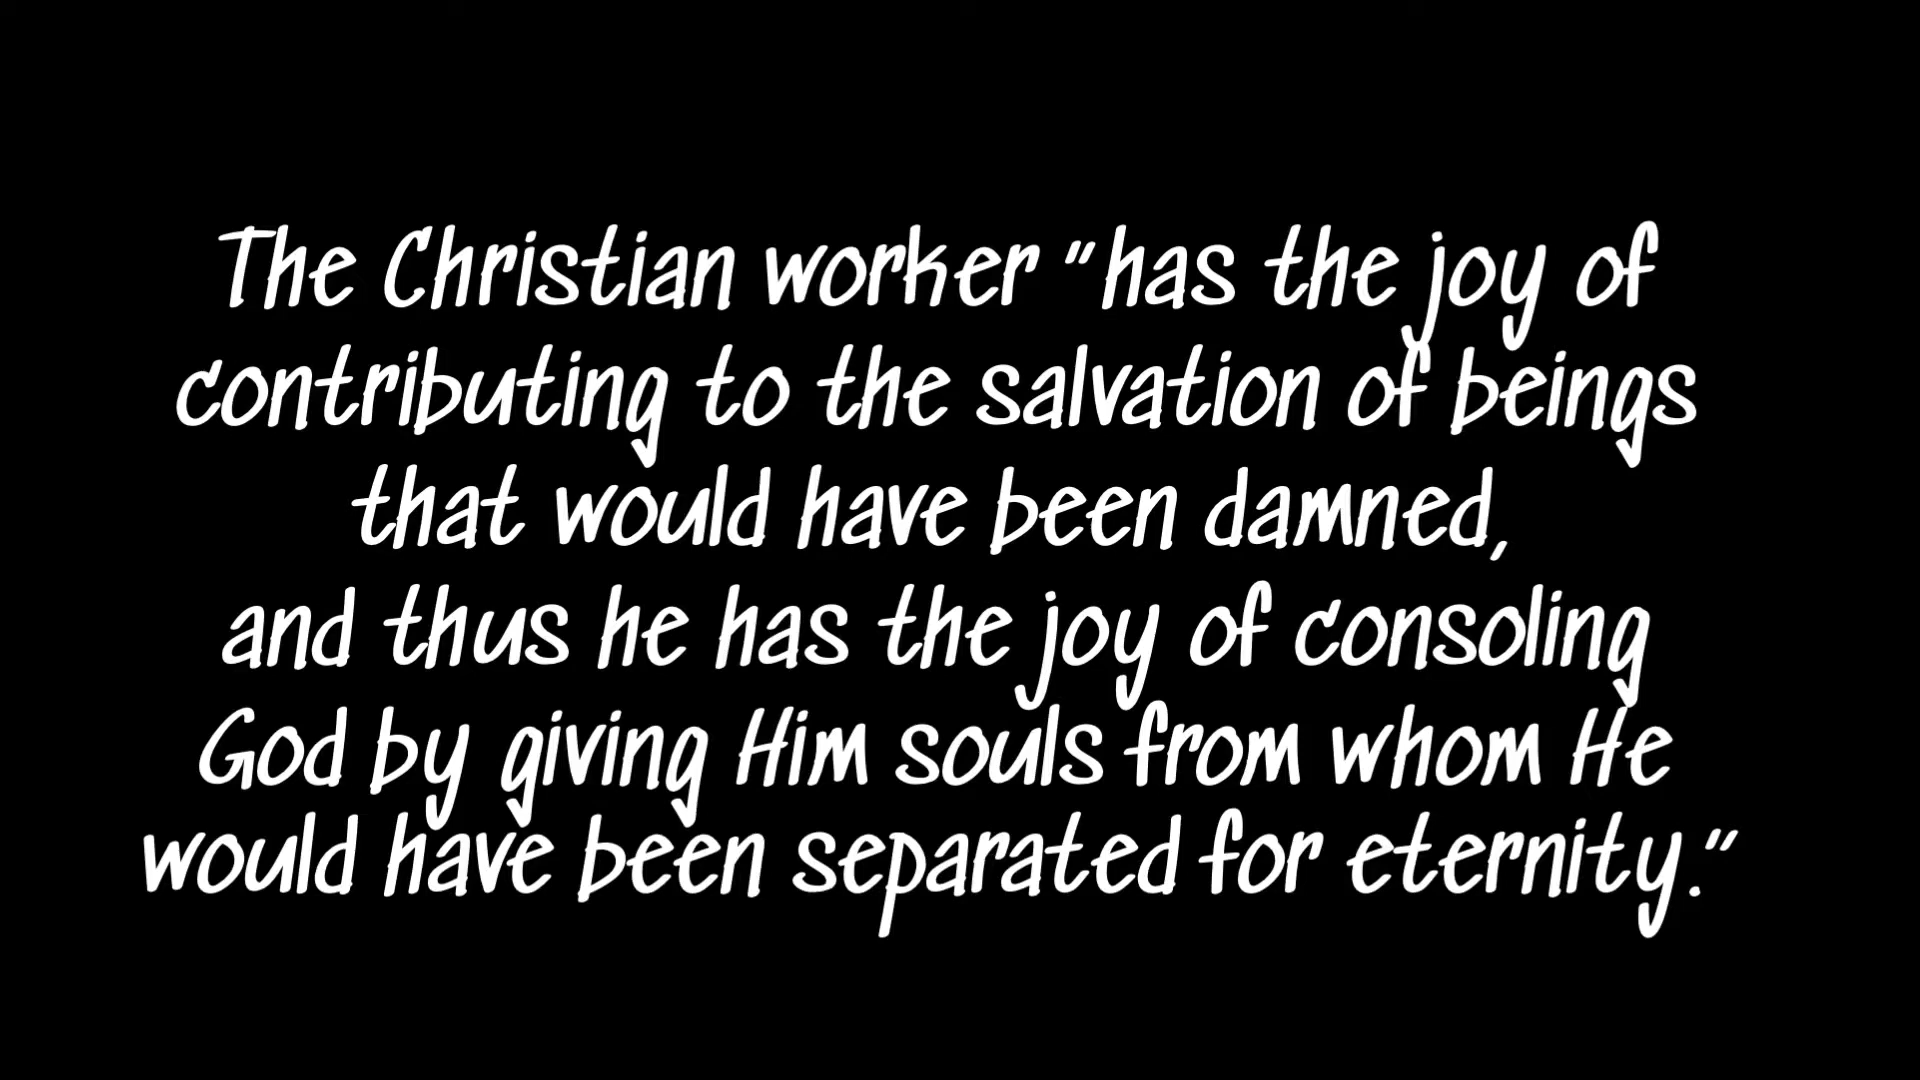 The Christian worker "has the joy of
contributing to the salvation of beings
that would have been damned,
and thus he has the joy of consoling
God by giving Him souls from whom He
would have been separated for eternity."